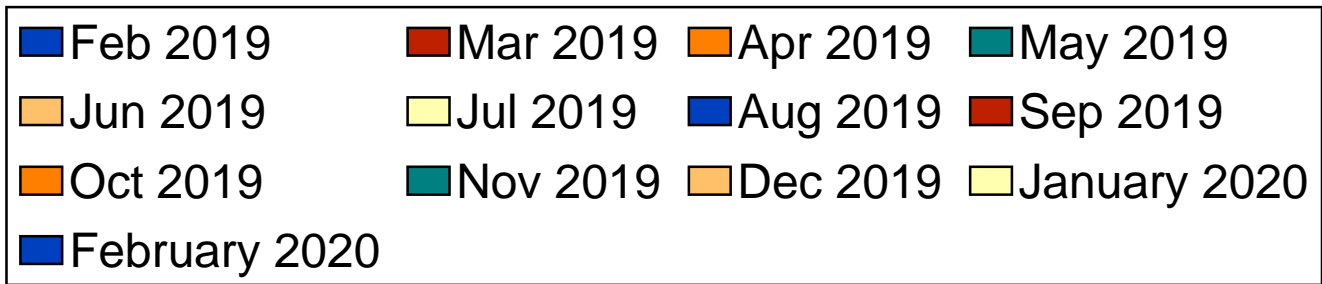 Feb 2019 Mar 2019 Apr 2019 May 2019
Jun 2019 Jul 2019 Aug 2019 Sep 2019
Oct 2019 Nov 2019 Dec 2019 January 2020
February 2020